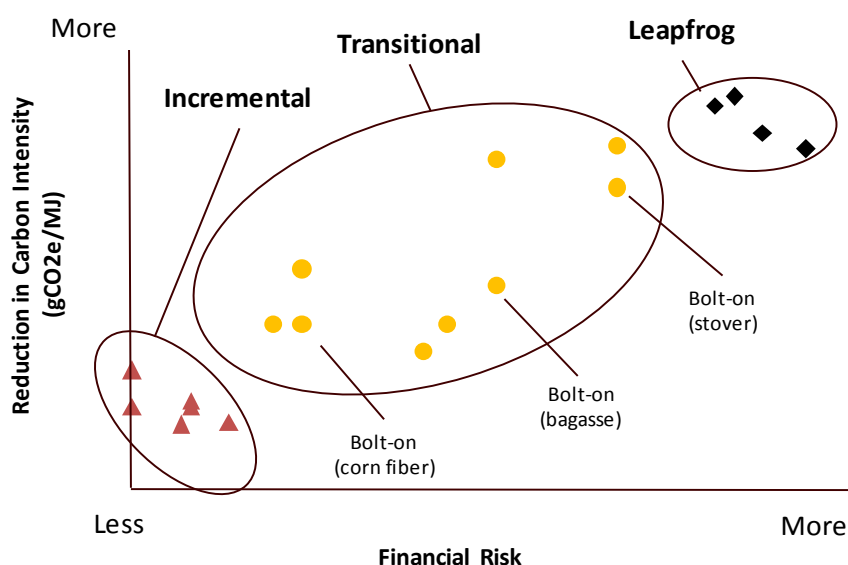 More
Transitional
Leapfrog
Incremental
Reduction in Carbon Intensity
(gCO2e/MJ)
Bolt-on
(stover)
Bolt-on
(bagasse)
Bolt-on
(corn fiber)
Less
More
Financial Risk